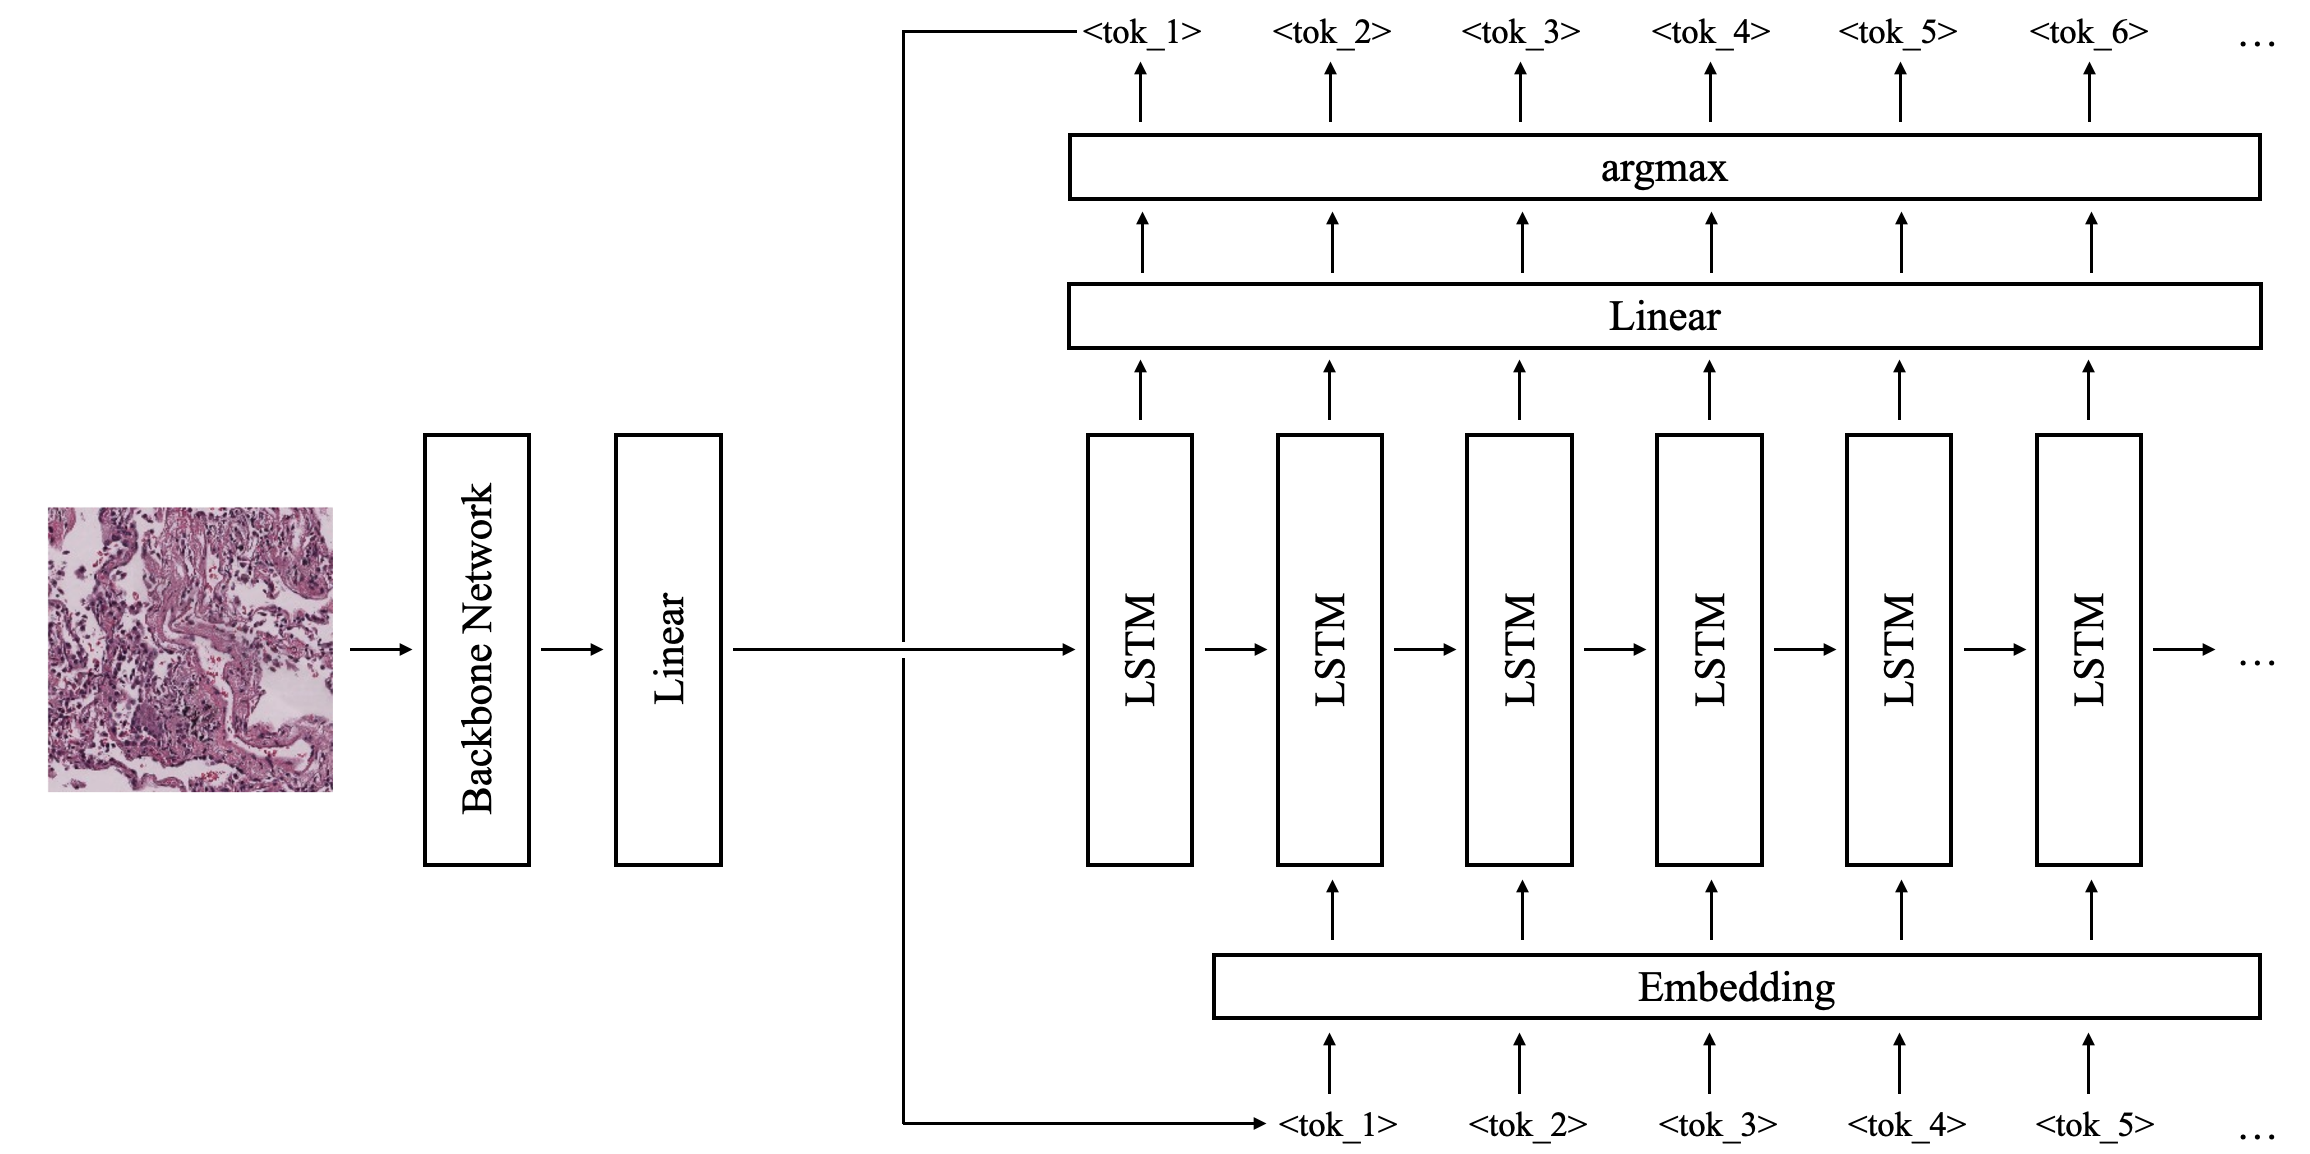 <tok_1> <tok_2> <tok_3> <tok_4> <tok_5> <tok_6> ...
argmax
Linear
Backbone Network
Linear
LSTM LSTM LSTM LSTM LSTM LSTM ...
Embedding
<tok_1> <tok_2> <tok_3> <tok_4> <tok_5> ...